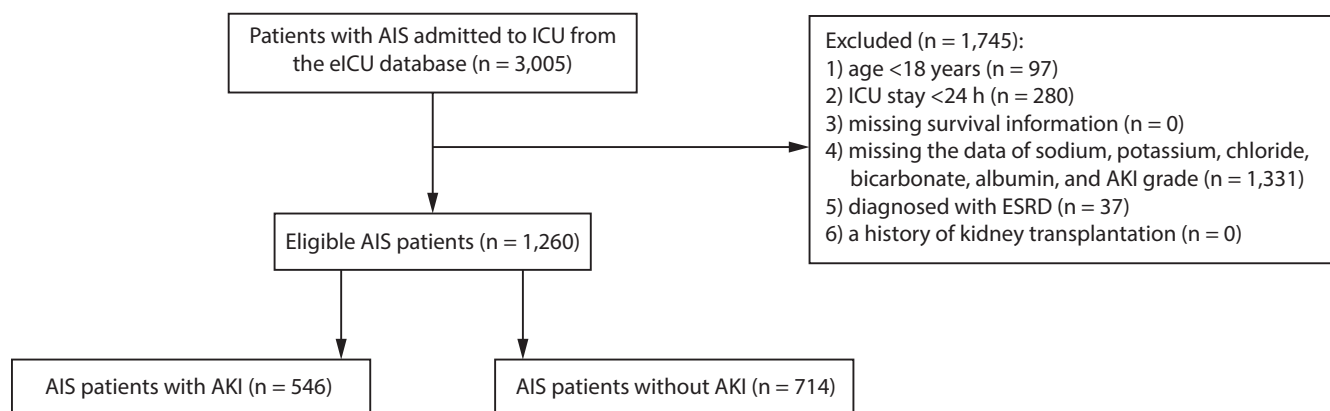 Patients with AIS admitted to ICU from
the eICU database (n = 3,005)
Excluded (n = 1,745):
1) age <18 years (n = 97)
2) ICU stay <24 h (n = 280)
3) missing survival information (n = 0)
4) missing the data of sodium, potassium, chloride,
bicarbonate, albumin, and AKI grade (n = 1,331)
5) diagnosed with ESRD (n = 37)
6) a history of kidney transplantation (n = 0)
Eligible AIS patients (n = 1,260)
AIS patients with AKI (n = 546)
AIS patients without AKI (n = 714)